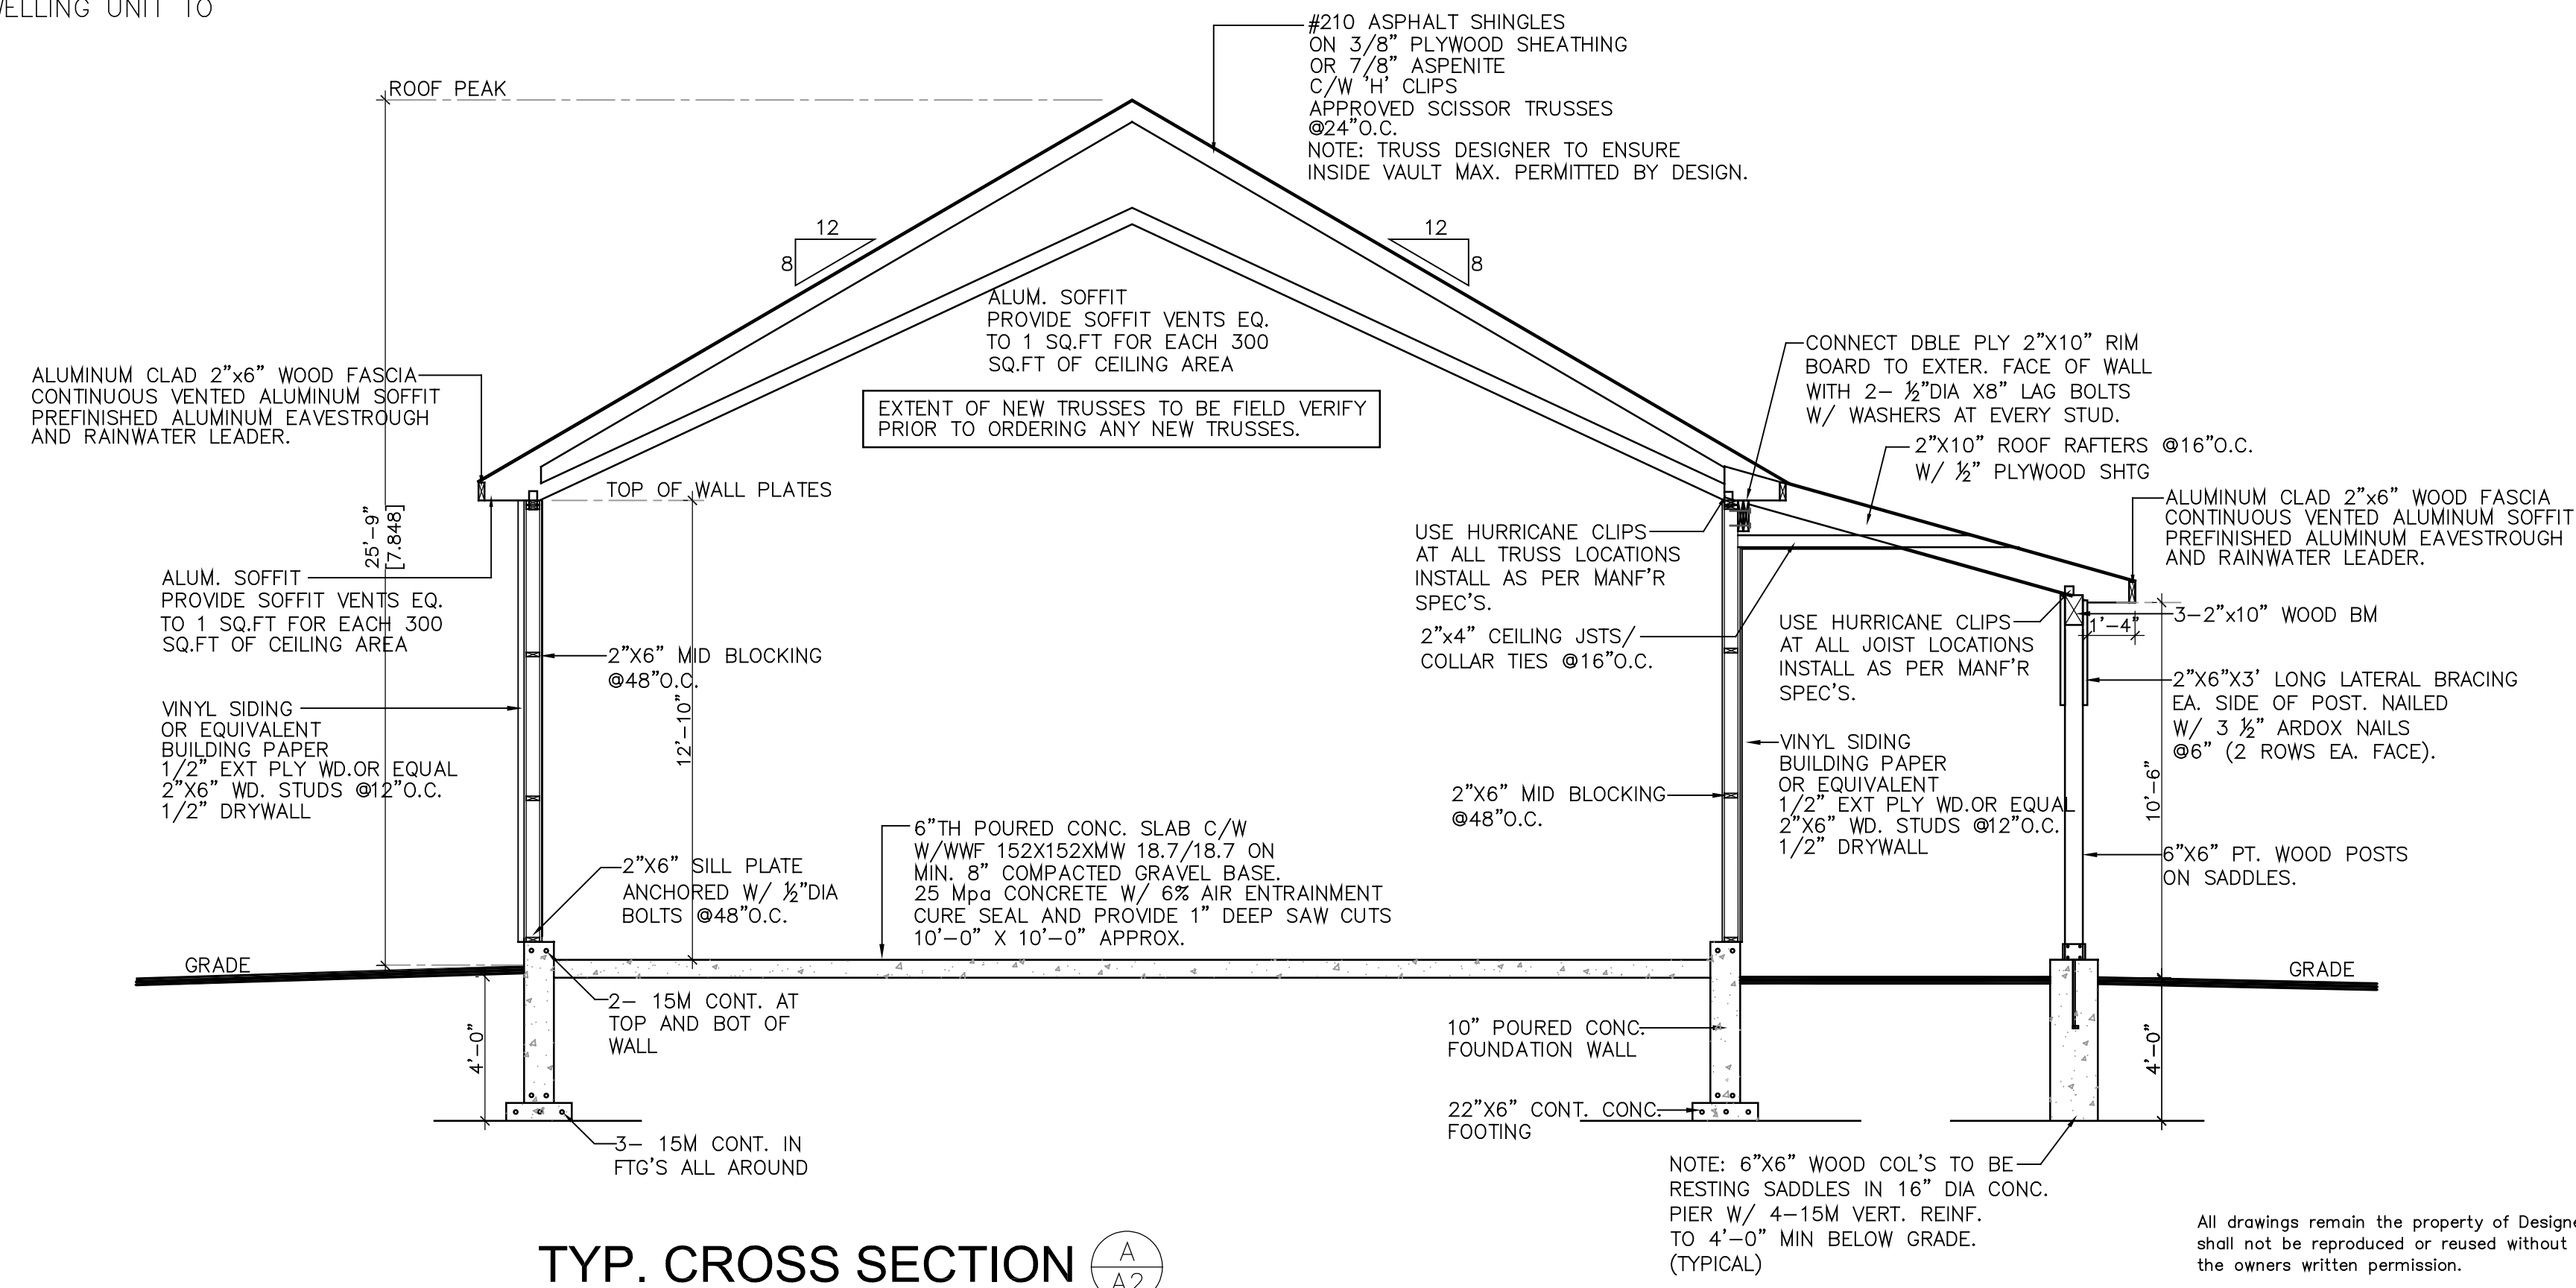 WELLING UNIT TO
#210 ASPHALT SHINGLES
ON 3/8" PLYWOOD SHEATHING
OR 7/8" ASPENITE
C/W 'H' CLIPS
APPROVED SCISSOR TRUSSES
@24"O.C.
NOTE: TRUSS DESIGNER TO ENSURE
INSIDE VAULT MAX. PERMITTED BY DESIGN.
ROOF PEAK
12
8
12
8
ALUM. SOFFIT
PROVIDE SOFFIT VENTS EQ.
TO 1 SQ.FT FOR EACH 300
SQ.FT OF CEILING AREA
EXTENT OF NEW TRUSSES TO BE FIELD VERIFY
PRIOR TO ORDERING ANY NEW TRUSSES.
ALUMINUM CLAD 2"x6" WOOD FASCIA
CONTINUOUS VENTED ALUMINUM SOFFIT
PREFINISHED ALUMINUM EAVESTROUGH
AND RAINWATER LEADER.
CONNECT DBLE PLY 2"X10" RIM
BOARD TO EXTER. FACE OF WALL
WITH 2- ½"DIA X8" LAG BOLTS
W/ WASHERS AT EVERY STUD.
2"X10" ROOF RAFTERS @16"O.C.
W/ ½" PLYWOOD SHTG
ALUMINUM CLAD 2"x6" WOOD FASCIA
CONTINUOUS VENTED ALUMINUM SOFFIT
PREFINISHED ALUMINUM EAVESTROUGH
AND RAINWATER LEADER.
TOP OF WALL PLATES
25'-9"
[7.848]
ALUM. SOFFIT
PROVIDE SOFFIT VENTS EQ.
TO 1 SQ.FT FOR EACH 300
SQ.FT OF CEILING AREA
USE HURRICANE CLIPS
AT ALL TRUSS LOCATIONS
INSTALL AS PER MANF'R
SPEC'S.
2"x4" CEILING JSTS/
COLLAR TIES @16"O.C.
USE HURRICANE CLIPS
AT ALL JOIST LOCATIONS
INSTALL AS PER MANF'R
SPEC'S.
3-2"x10" WOOD BM
1'-4"
2"X6"X3' LONG LATERAL BRACING
EA. SIDE OF POST. NAILED
W/ 3 ½" ARDOX NAILS
@6" (2 ROWS EA. FACE).
2"X6" MID BLOCKING
@48"O.C.
12'-10"
VINYL SIDING
OR EQUIVALENT
BUILDING PAPER
1/2" EXT PLY WD.OR EQUAL
2"X6" WD. STUDS @12"O.C.
1/2" DRYWALL
VINYL SIDING
BUILDING PAPER
OR EQUIVALENT
1/2" EXT PLY WD.OR EQUAL
2"X6" WD. STUDS @12"O.C.
1/2" DRYWALL
2"X6" MID BLOCKING
@48"O.C.
10'-6"
6"X6" PT. WOOD POSTS
ON SADDLES.
6"TH POURED CONC. SLAB C/W
W/WWF 152X152XMW 18.7/18.7 ON
MIN. 8" COMPACTED GRAVEL BASE.
25 Mpa CONCRETE W/ 6% AIR ENTRAINMENT
CURE SEAL AND PROVIDE 1" DEEP SAW CUTS
10'-0" X 10'-0" APPROX.
2"X6" SILL PLATE
ANCHORED W/ ½"DIA
BOLTS @48"O.C.
GRADE
GRADE
4'-0"
2- 15M CONT. AT
TOP AND BOT OF
WALL
10" POURED CONC.
FOUNDATION WALL
4'-0"
22"X6" CONT. CONC.
FOOTING
3- 15M CONT. IN
FTG'S ALL AROUND
NOTE: 6"X6" WOOD COL'S TO BE
RESTING SADDLES IN 16" DIA CONC.
PIER W/ 4-15M VERT. REINF.
TO 4'-0" MIN BELOW GRADE.
(TYPICAL)
TYP. CROSS SECTION
A
A2
All drawings remain the property of Designe
shall not be reproduced or reused without
the owners written permission.